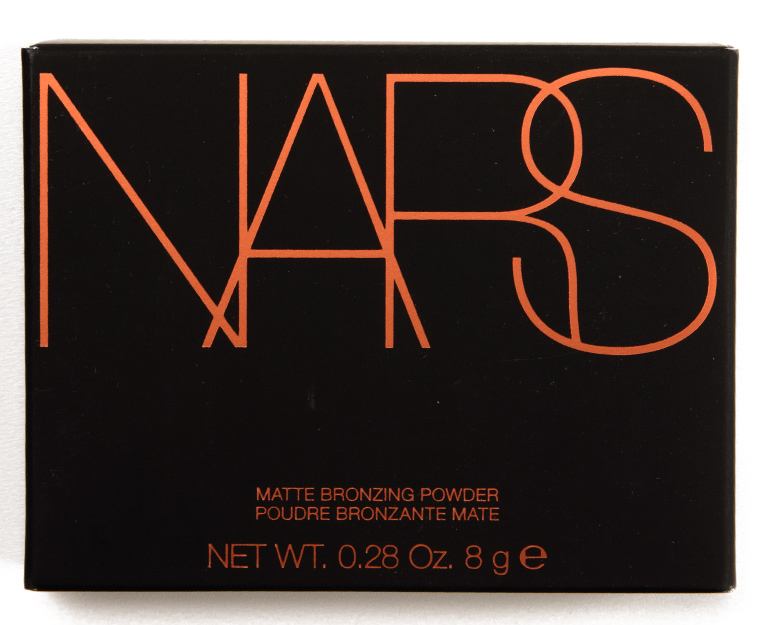 NARS
MATTE BRONZING POWDER
POUDRE BRONZANTE MATE
NET WT. 0.28 Oz. 8 g ℮